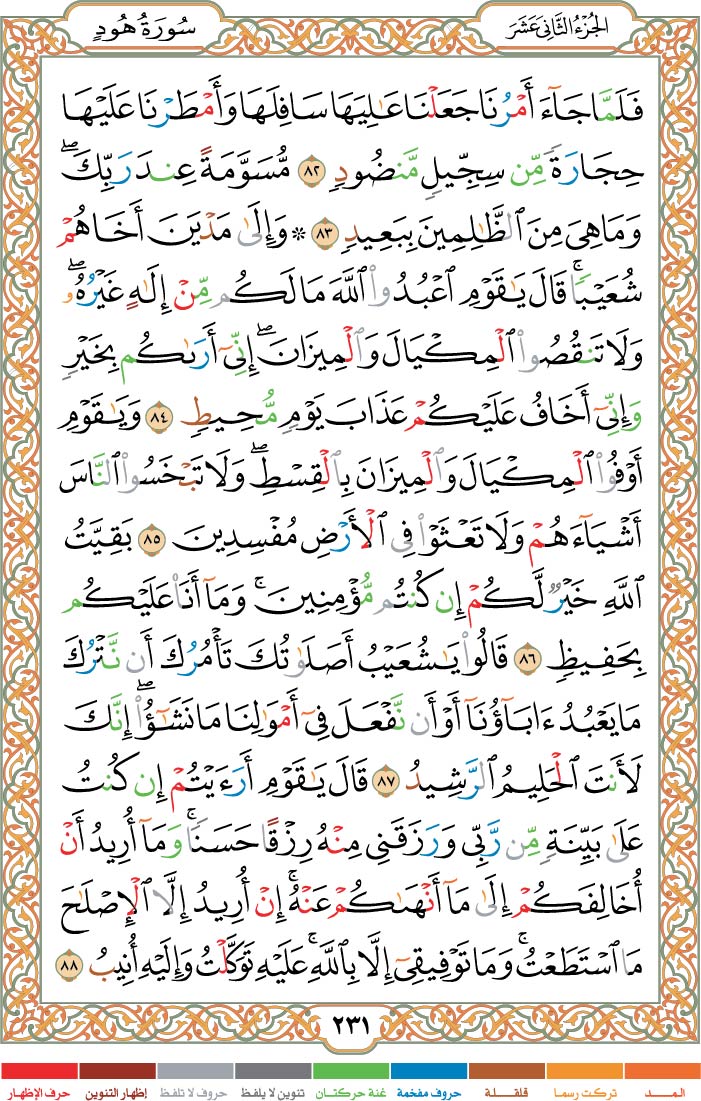 الجُزْءُ الثَّانِي عَشَرَ
سُورَةُ هُودٍ
فَلَمَّا جَآءَ أَمْرُنَا جَعَلْنَا عَٰلِيَهَا سَافِلَهَا وَأَمْطَرْنَا عَلَيْهَا
حِجَارَةً مِّن سِجِّيلٍ مَّنضُودٍ ٨٢ مُّسَوَّمَةً عِندَ رَبِّكَۖ
وَمَا هِيَ مِنَ ٱلظَّٰلِمِينَ بِبَعِيدٍ ٨٣ ۞ وَإِلَىٰ مَدْيَنَ أَخَاهُمْ
شُعَيْبًاۚ قَالَ يَٰقَوْمِ ٱعْبُدُوا۟ ٱللَّهَ مَا لَكُم مِّنْ إِلَٰهٍ غَيْرُهُۥۖ
وَلَا تَنقُصُوا۟ ٱلْمِكْيَالَ وَٱلْمِيزَانَۖ إِنِّىٓ أَرَىٰكُم بِخَيْرٍ
وَإِنِّىٓ أَخَافُ عَلَيْكُمْ عَذَابَ يَوْمٍ مُّحِيطٍ ٨٤ وَيَٰقَوْمِ
أَوْفُوا۟ ٱلْمِكْيَالَ وَٱلْمِيزَانَ بِٱلْقِسْطِۖ وَلَا تَبْخَسُوا۟ ٱلنَّاسَ
أَشْيَآءَهُمْ وَلَا تَعْثَوْا۟ فِى ٱلْأَرْضِ مُفْسِدِينَ ٨٥ بَقِيَّتُ
ٱللَّهِ خَيْرٌ لَّكُمْ إِن كُنتُم مُّؤْمِنِينَۚ وَمَآ أَنَا۠ عَلَيْكُم
بِحَفِيظٍ ٨٦ قَالُوا۟ يَٰشُعَيْبُ أَصَلَوٰتُكَ تَأْمُرُكَ أَن نَّتْرُكَ
مَا يَعْبُدُ ءَابَآؤُنَآ أَوْ أَن نَّفْعَلَ فِىٓ أَمْوَٰلِنَا مَا نَشَٰٓؤُا۟ۖ إِنَّكَ
لَأَنتَ ٱلْحَلِيمُ ٱلرَّشِيدُ ٨٧ قَالَ يَٰقَوْمِ أَرَءَيْتُمْ إِن كُنتُ
عَلَىٰ بَيِّنَةٍ مِّن رَّبِّى وَرَزَقَنِى مِنْهُ رِزْقًا حَسَنًاۚ وَمَآ أُرِيدُ أَنْ
أُخَالِفَكُمْ إِلَىٰ مَآ أَنْهَىٰكُمْ عَنْهُۚ إِنْ أُرِيدُ إِلَّا ٱلْإِصْلَٰحَ
مَا ٱسْتَطَعْتُۚ وَمَا تَوْفِيقِىٓ إِلَّا بِٱللَّهِۚ عَلَيْهِ تَوَكَّلْتُ وَإِلَيْهِ أُنِيبُ ٨٨
٢٣١
المـــد
تركت رسما
قلقـلـة
حروف مفخمة
غنة حركتان
تنوين لا يلفظ
حروف لا تلفظ
إظهار التنوين
حرف الإظهار